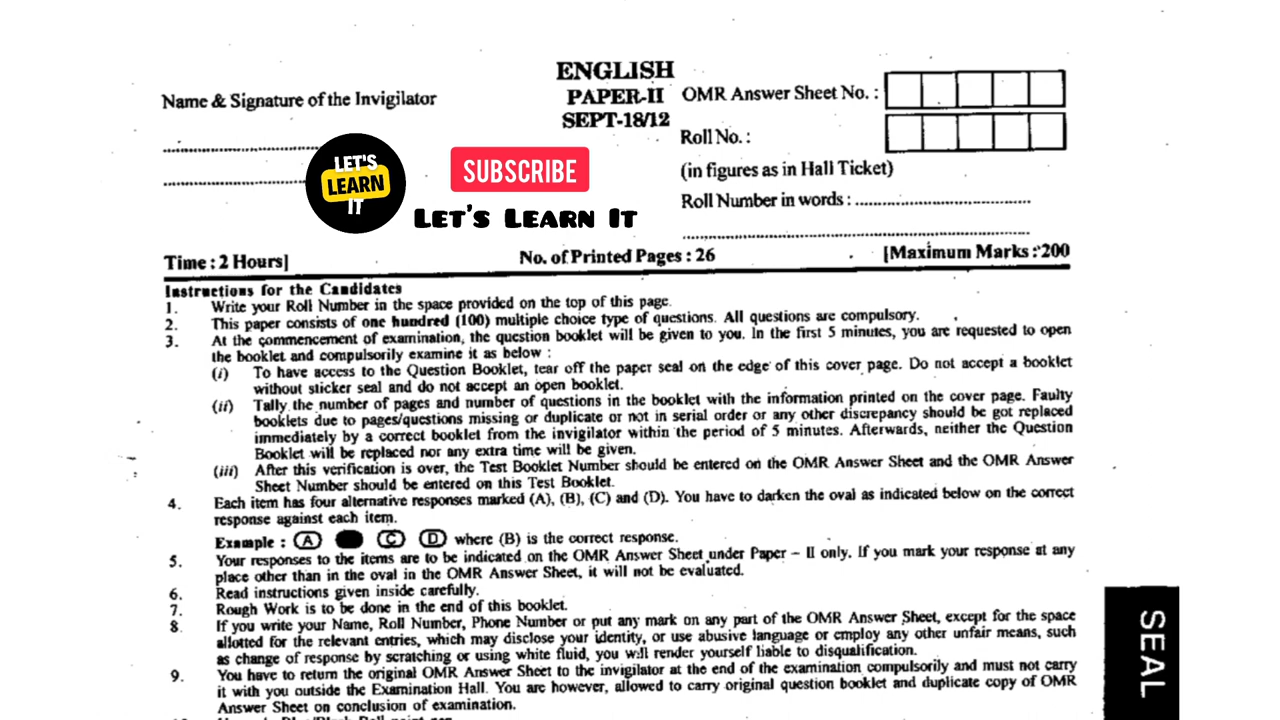 ENGLISH
PAPER-II
SEPT-18/12
Name & Signature of the Invigilator
OMR Answer Sheet No. :
Roll No. :
(in figures as in Hall Ticket)
Roll Number in words : ....................................
LET'S
LEARN
IT
SUBSCRIBE
LET'S LEARN IT
Time : 2 Hours]
No. of Printed Pages : 26
[Maximum Marks : 200
Instructions for the Candidates
1. Write your Roll Number in the space provided on the top of this page.
2. This paper consists of one hundred (100) multiple choice type of questions. All questions are compulsory.
3. At the commencement of examination, the question booklet will be given to you. In the first 5 minutes, you are requested to open
the booklet and compulsorily examine it as below :
(i) To have access to the Question Booklet, tear off the paper seal on the edge of this cover page. Do not accept a booklet
without sticker seal and do not accept an open booklet.
(ii) Tally the number of pages and number of questions in the booklet with the information printed on the cover page. Faulty
booklets due to pages/questions missing or duplicate or not in serial order or any other discrepancy should be got replaced
immediately by a correct booklet from the invigilator within the period of 5 minutes. Afterwards, neither the Question
Booklet will be replaced nor any extra time will be given.
(iii) After this verification is over, the Test Booklet Number should be entered on the OMR Answer Sheet and the OMR Answer
Sheet Number should be entered on this Test Booklet.
4. Each item has four alternative responses marked (A), (B), (C) and (D). You have to darken the oval as indicated below on the correct
response against each item.
Example : (A) (C) (D) where (B) is the correct response.
5. Your responses to the items are to be indicated on the OMR Answer Sheet under Paper – II only. If you mark your response at any
place other than in the oval in the OMR Answer Sheet, it will not be evaluated.
6. Read instructions given inside carefully.
7. Rough Work is to be done in the end of this booklet.
8. If you write your Name, Roll Number, Phone Number or put any mark on any part of the OMR Answer Sheet, except for the space
allotted for the relevant entries, which may disclose your identity, or use abusive language or employ any other unfair means, such
as change of response by scratching or using white fluid, you will render yourself liable to disqualification.
9. You have to return the original OMR Answer Sheet to the invigilator at the end of the examination compulsorily and must not carry
it with you outside the Examination Hall. You are however, allowed to carry original question booklet and duplicate copy of OMR
Answer Sheet on conclusion of examination.
SEAL